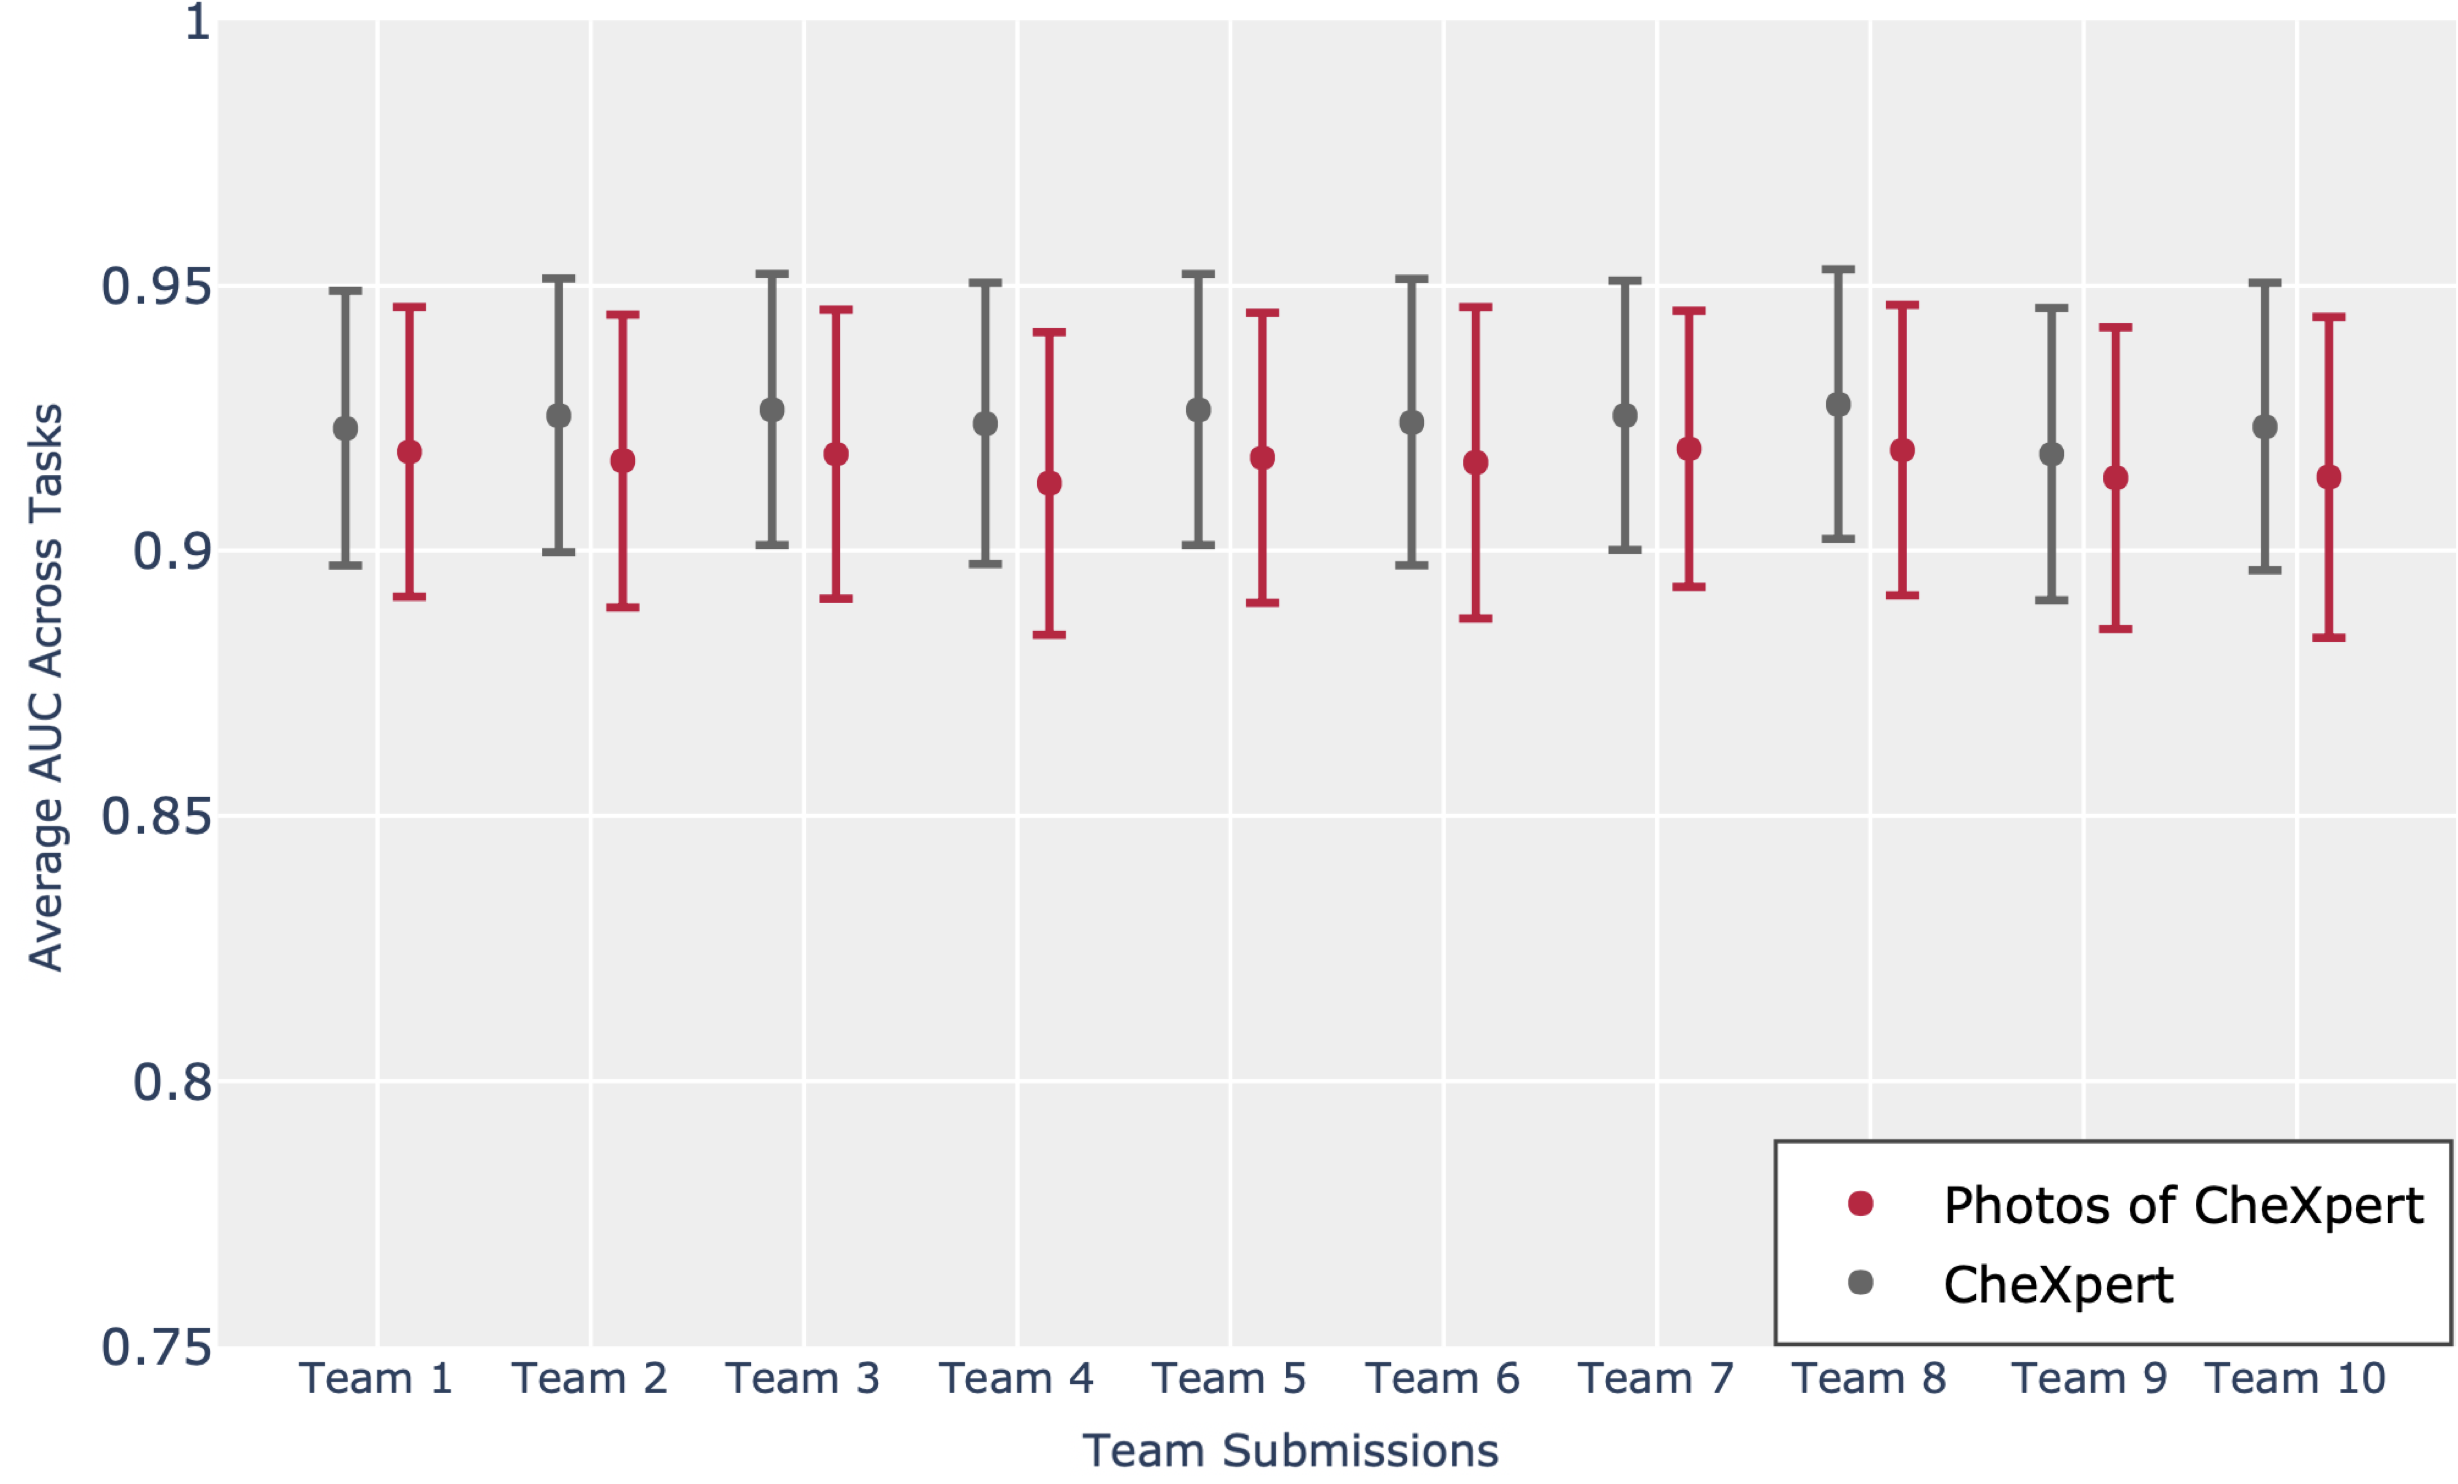 1
0.95
0.9
0.85
0.8
0.75
Average AUC Across Tasks
Team 1 Team 2 Team 3 Team 4 Team 5 Team 6 Team 7 Team 8 Team 9 Team 10
Team Submissions
Photos of CheXpert
CheXpert